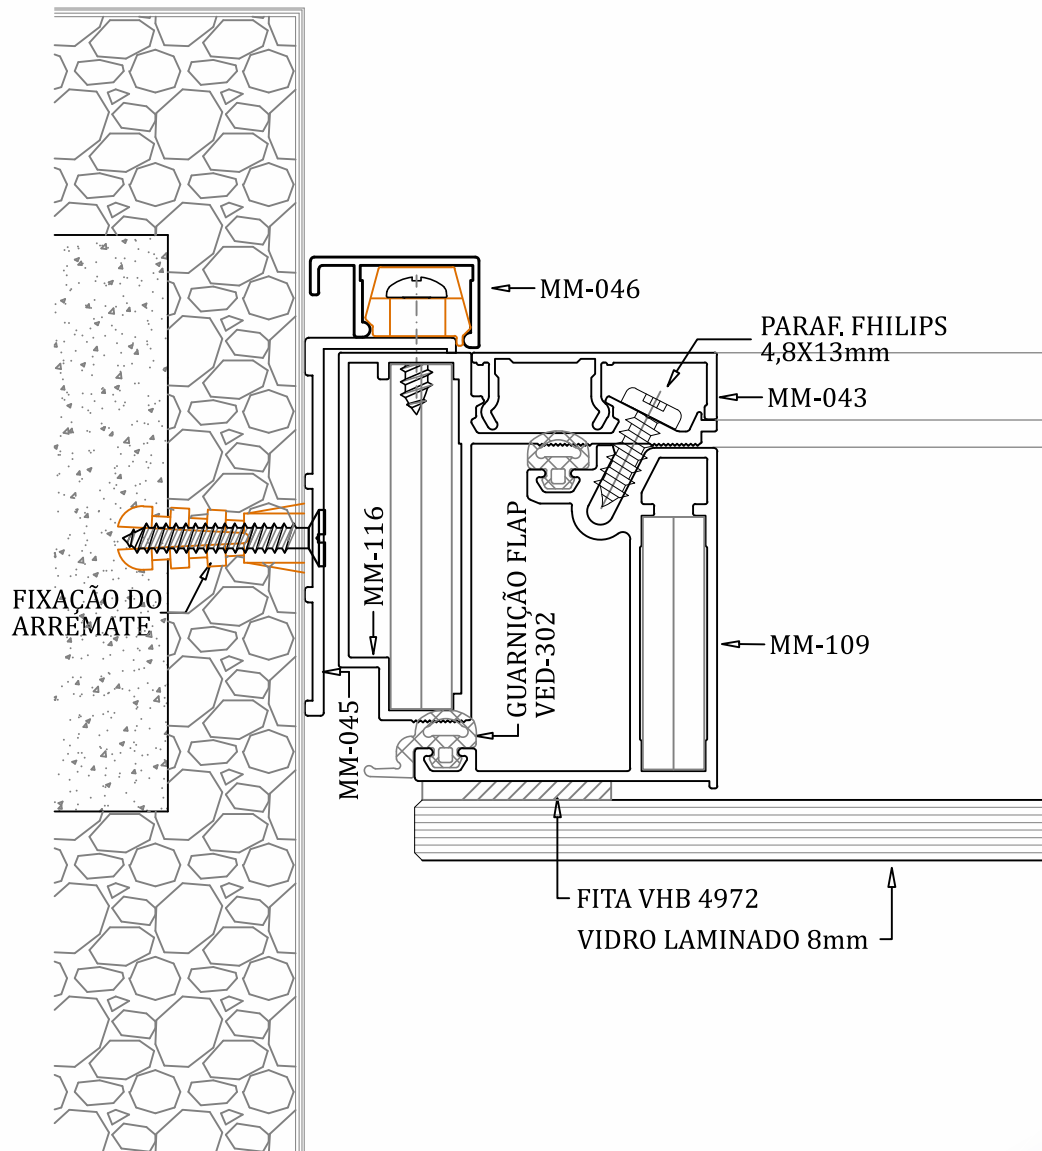 MM-046
PARAF. FHILIPS
4,8X13mm
MM-043
MM-116
GUARNIÇÃO FLAP
VED-302
FIXAÇÃO DO
ARREMATE
MM-109
MM-045
FITA VHB 4972
VIDRO LAMINADO 8mm